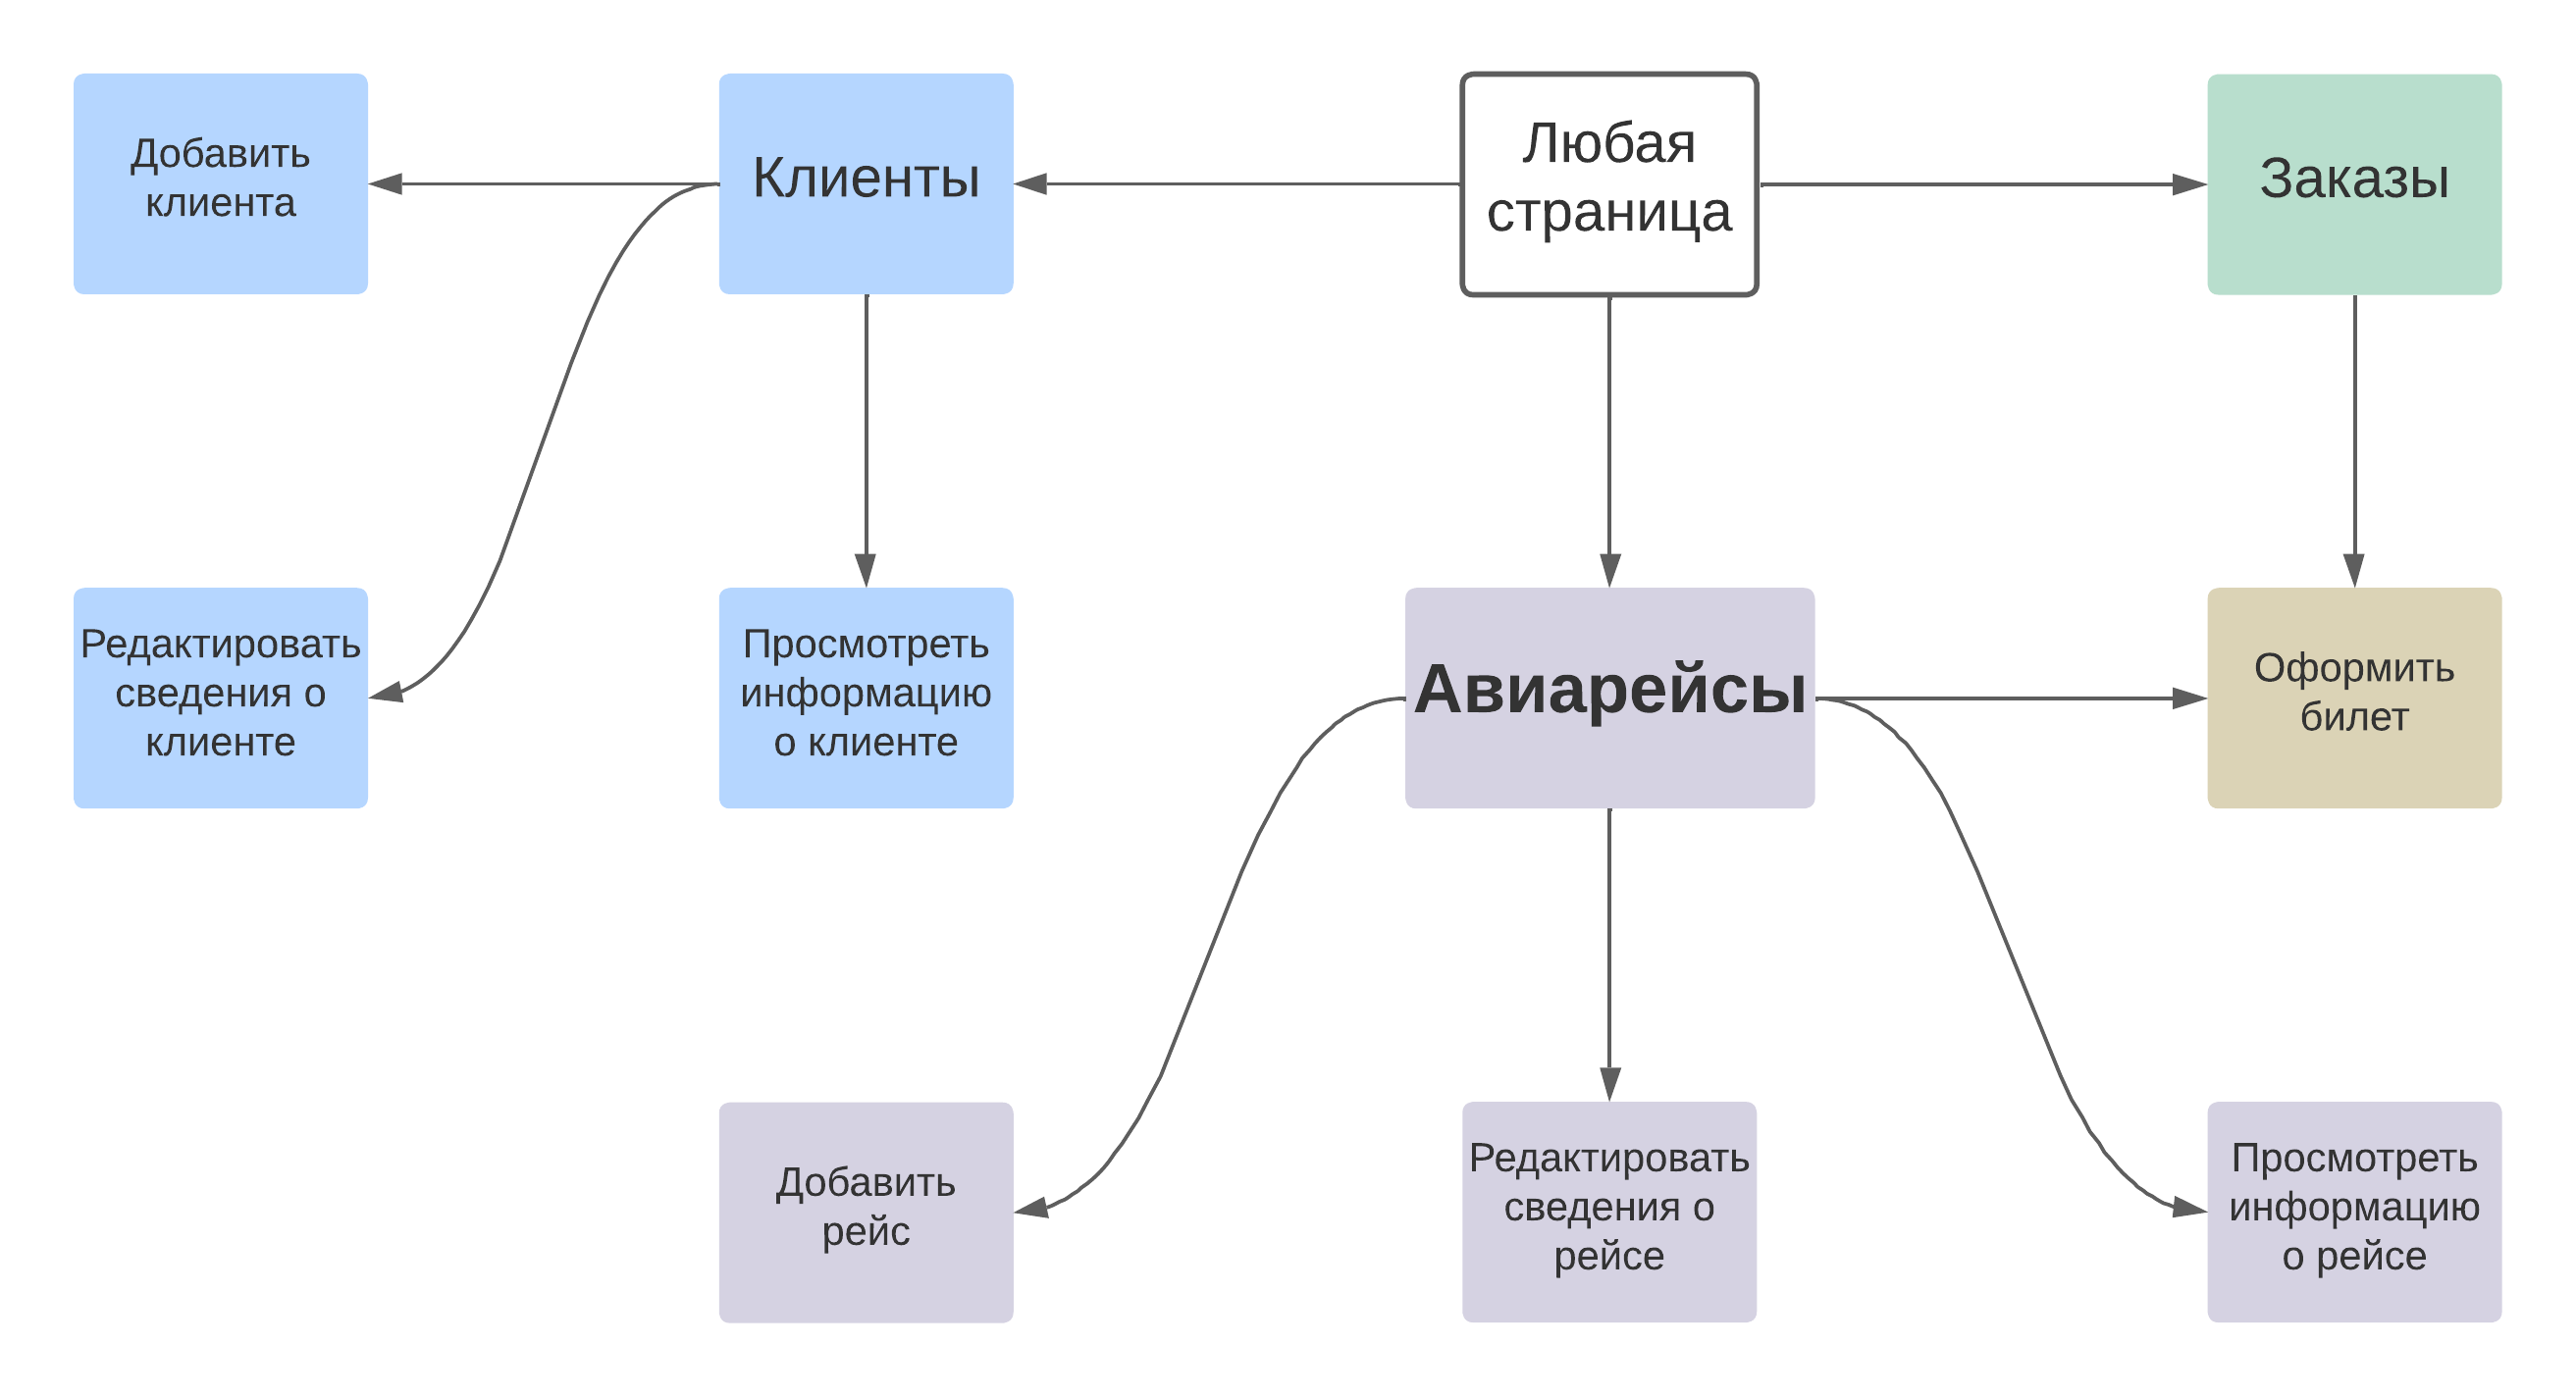 Добавить
клиента
Клиенты
Любая
страница
Заказы
Редактировать
сведения о
клиенте
Просмотреть
информацию
о клиенте
Авиарейсы
Оформить
билет
Добавить
рейс
Редактировать
сведения о
рейсе
Просмотреть
информацию
о рейсе